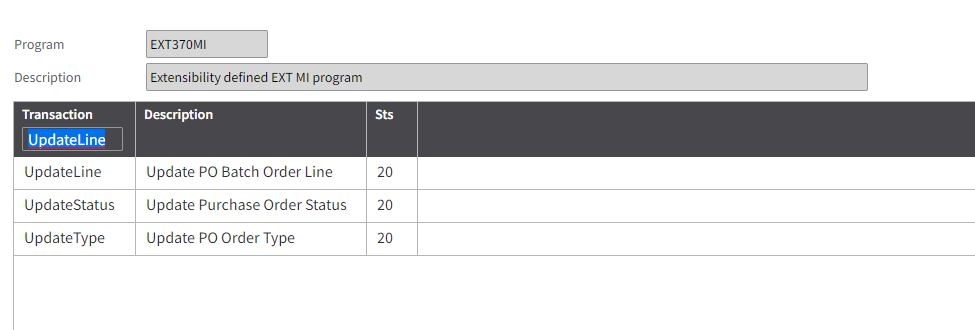 Program EXT370MI
Description Extensibility defined EXT MI program
Transaction Description Sts
UpdateLine
UpdateLine Update PO Batch Order Line 20
UpdateStatus Update Purchase Order Status 20
UpdateType Update PO Order Type 20